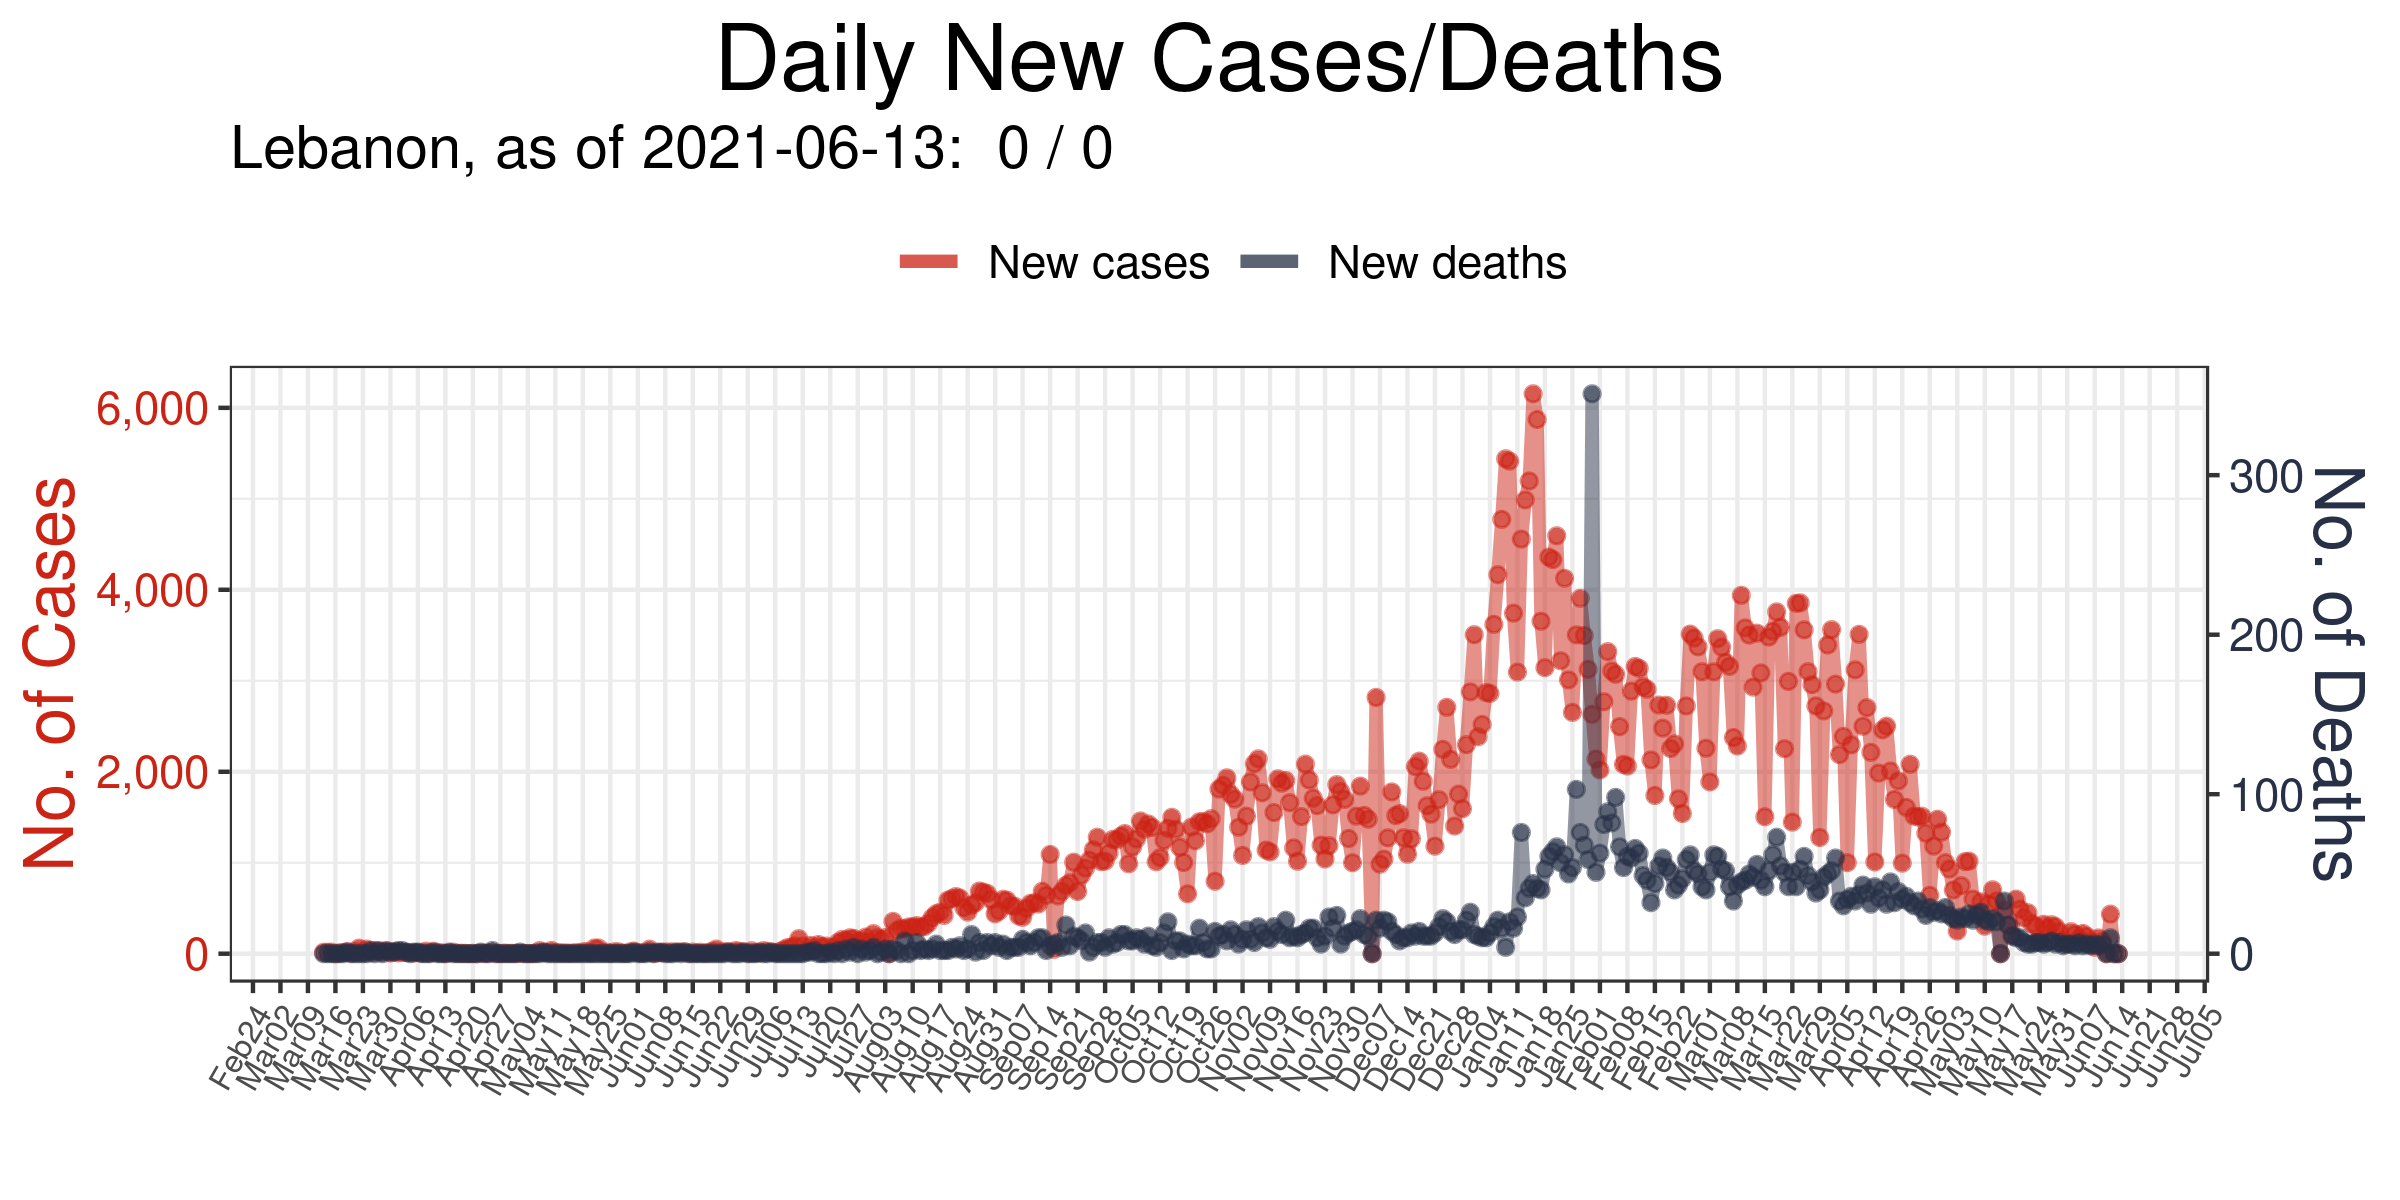 Daily New Cases/Deaths
Lebanon, as of 2021-06-13:  0 / 0
New cases
New deaths
No. of Cases
6,000
4,000
2,000
0
No. of Deaths
300
200
100
0
Feb24
Mar02
Mar09
Mar16
Mar23
Mar30
Apr06
Apr13
Apr20
Apr27
May04
May11
May18
May25
Jun01
Jun08
Jun15
Jun22
Jun29
Jul06
Jul13
Jul20
Jul27
Aug03
Aug10
Aug17
Aug24
Aug31
Sep07
Sep14
Sep21
Sep28
Oct05
Oct12
Oct19
Oct26
Nov02
Nov09
Nov16
Nov23
Nov30
Dec07
Dec14
Dec21
Dec28
Jan04
Jan11
Jan18
Jan25
Feb01
Feb08
Feb15
Feb22
Mar01
Mar08
Mar15
Mar22
Mar29
Apr05
Apr12
Apr19
Apr26
May03
May10
May17
May24
May31
Jun07
Jun14
Jun21
Jun28
Jul05